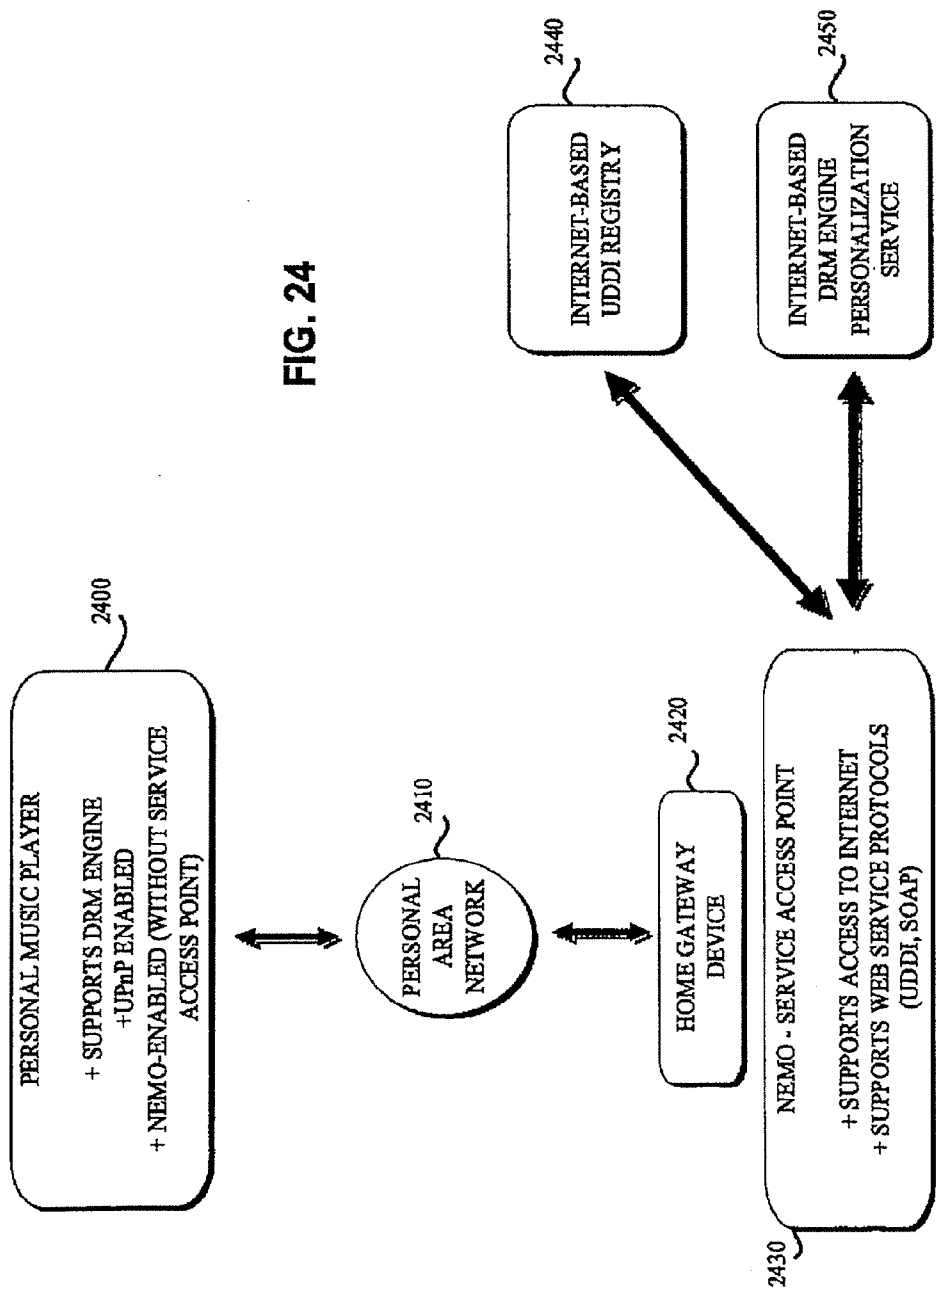 FIG. 24
2400
PERSONAL MUSIC PLAYER
+ SUPPORTS DRM ENGINE
+UPnP ENABLED
+ NEMO-ENABLED (WITHOUT SERVICE
ACCESS POINT)
2410
PERSONAL
AREA
NETWORK
2420
HOME GATEWAY
DEVICE
2430
NEMO - SERVICE ACCESS POINT
+ SUPPORTS ACCESS TO INTERNET
+ SUPPORTS WEB SERVICE PROTOCOLS
(UDDI, SOAP)
2440
INTERNET-BASED
UDDI REGISTRY
2450
INTERNET-BASED
DRM ENGINE
PERSONALIZATION
SERVICE